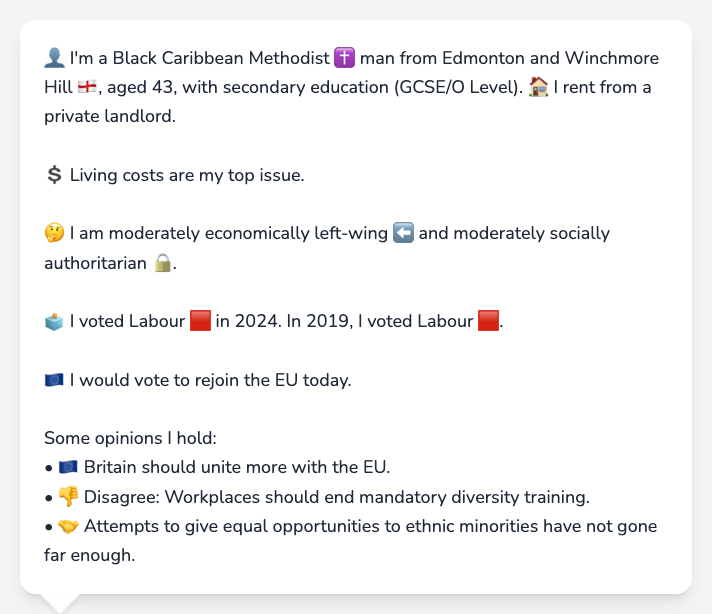 👤 I'm a Black Caribbean Methodist ✝️ man from Edmonton and Winchmore
Hill 🏴󠁧󠁢󠁥󠁮󠁧󠁿, aged 43, with secondary education (GCSE/O Level). 🏠 I rent from a
private landlord.
💲 Living costs are my top issue.
🤔 I am moderately economically left-wing ⬅️ and moderately socially
authoritarian 🔒.
🗳️ I voted Labour 🟥 in 2024. In 2019, I voted Labour 🟥.
🇪🇺 I would vote to rejoin the EU today.
Some opinions I hold:
• 🇪🇺 Britain should unite more with the EU.
• 👎 Disagree: Workplaces should end mandatory diversity training.
• 🤝 Attempts to give equal opportunities to ethnic minorities have not gone
far enough.